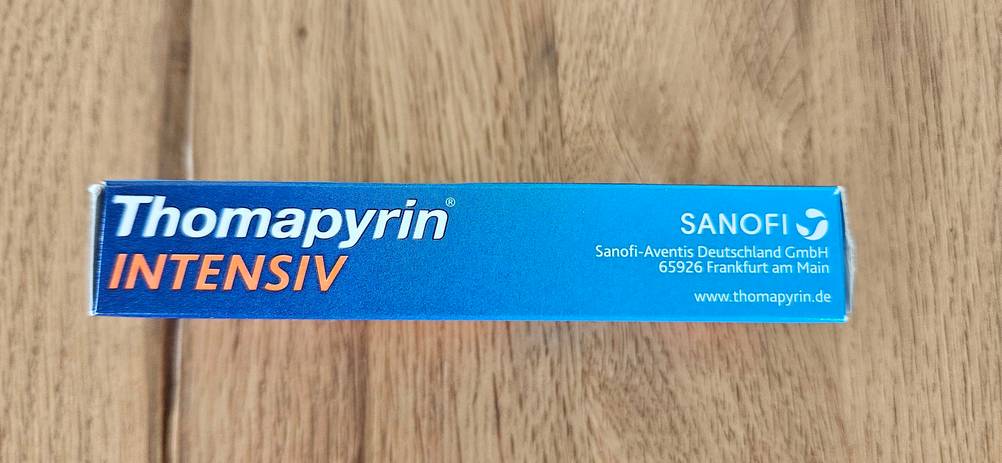 Thomapyrin®
INTENSIV
SANOFI
Sanofi-Aventis Deutschland GmbH
65926 Frankfurt am Main
www.thomapyrin.de